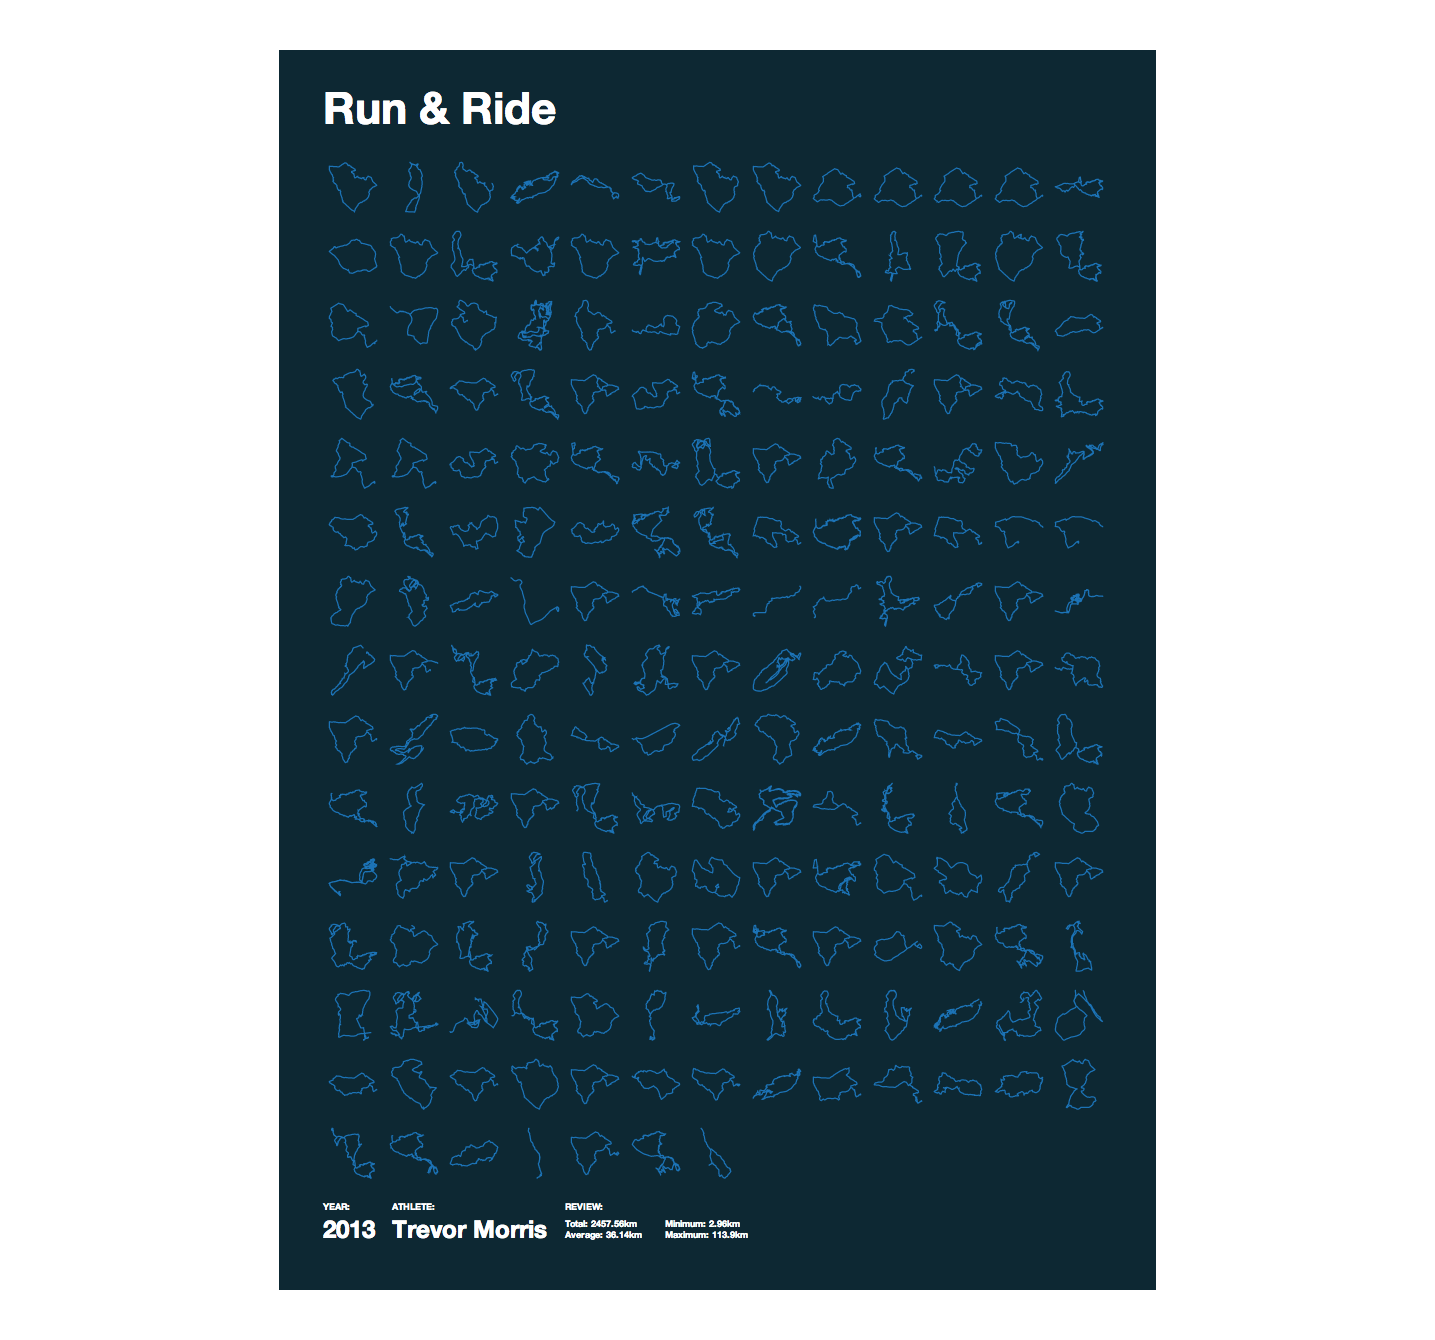 Run & Ride
YEAR:
2013
ATHLETE:
Trevor Morris
REVIEW:
Total: 2457.56km
Average: 36.14km
Minimum: 2.96km
Maximum: 113.9km